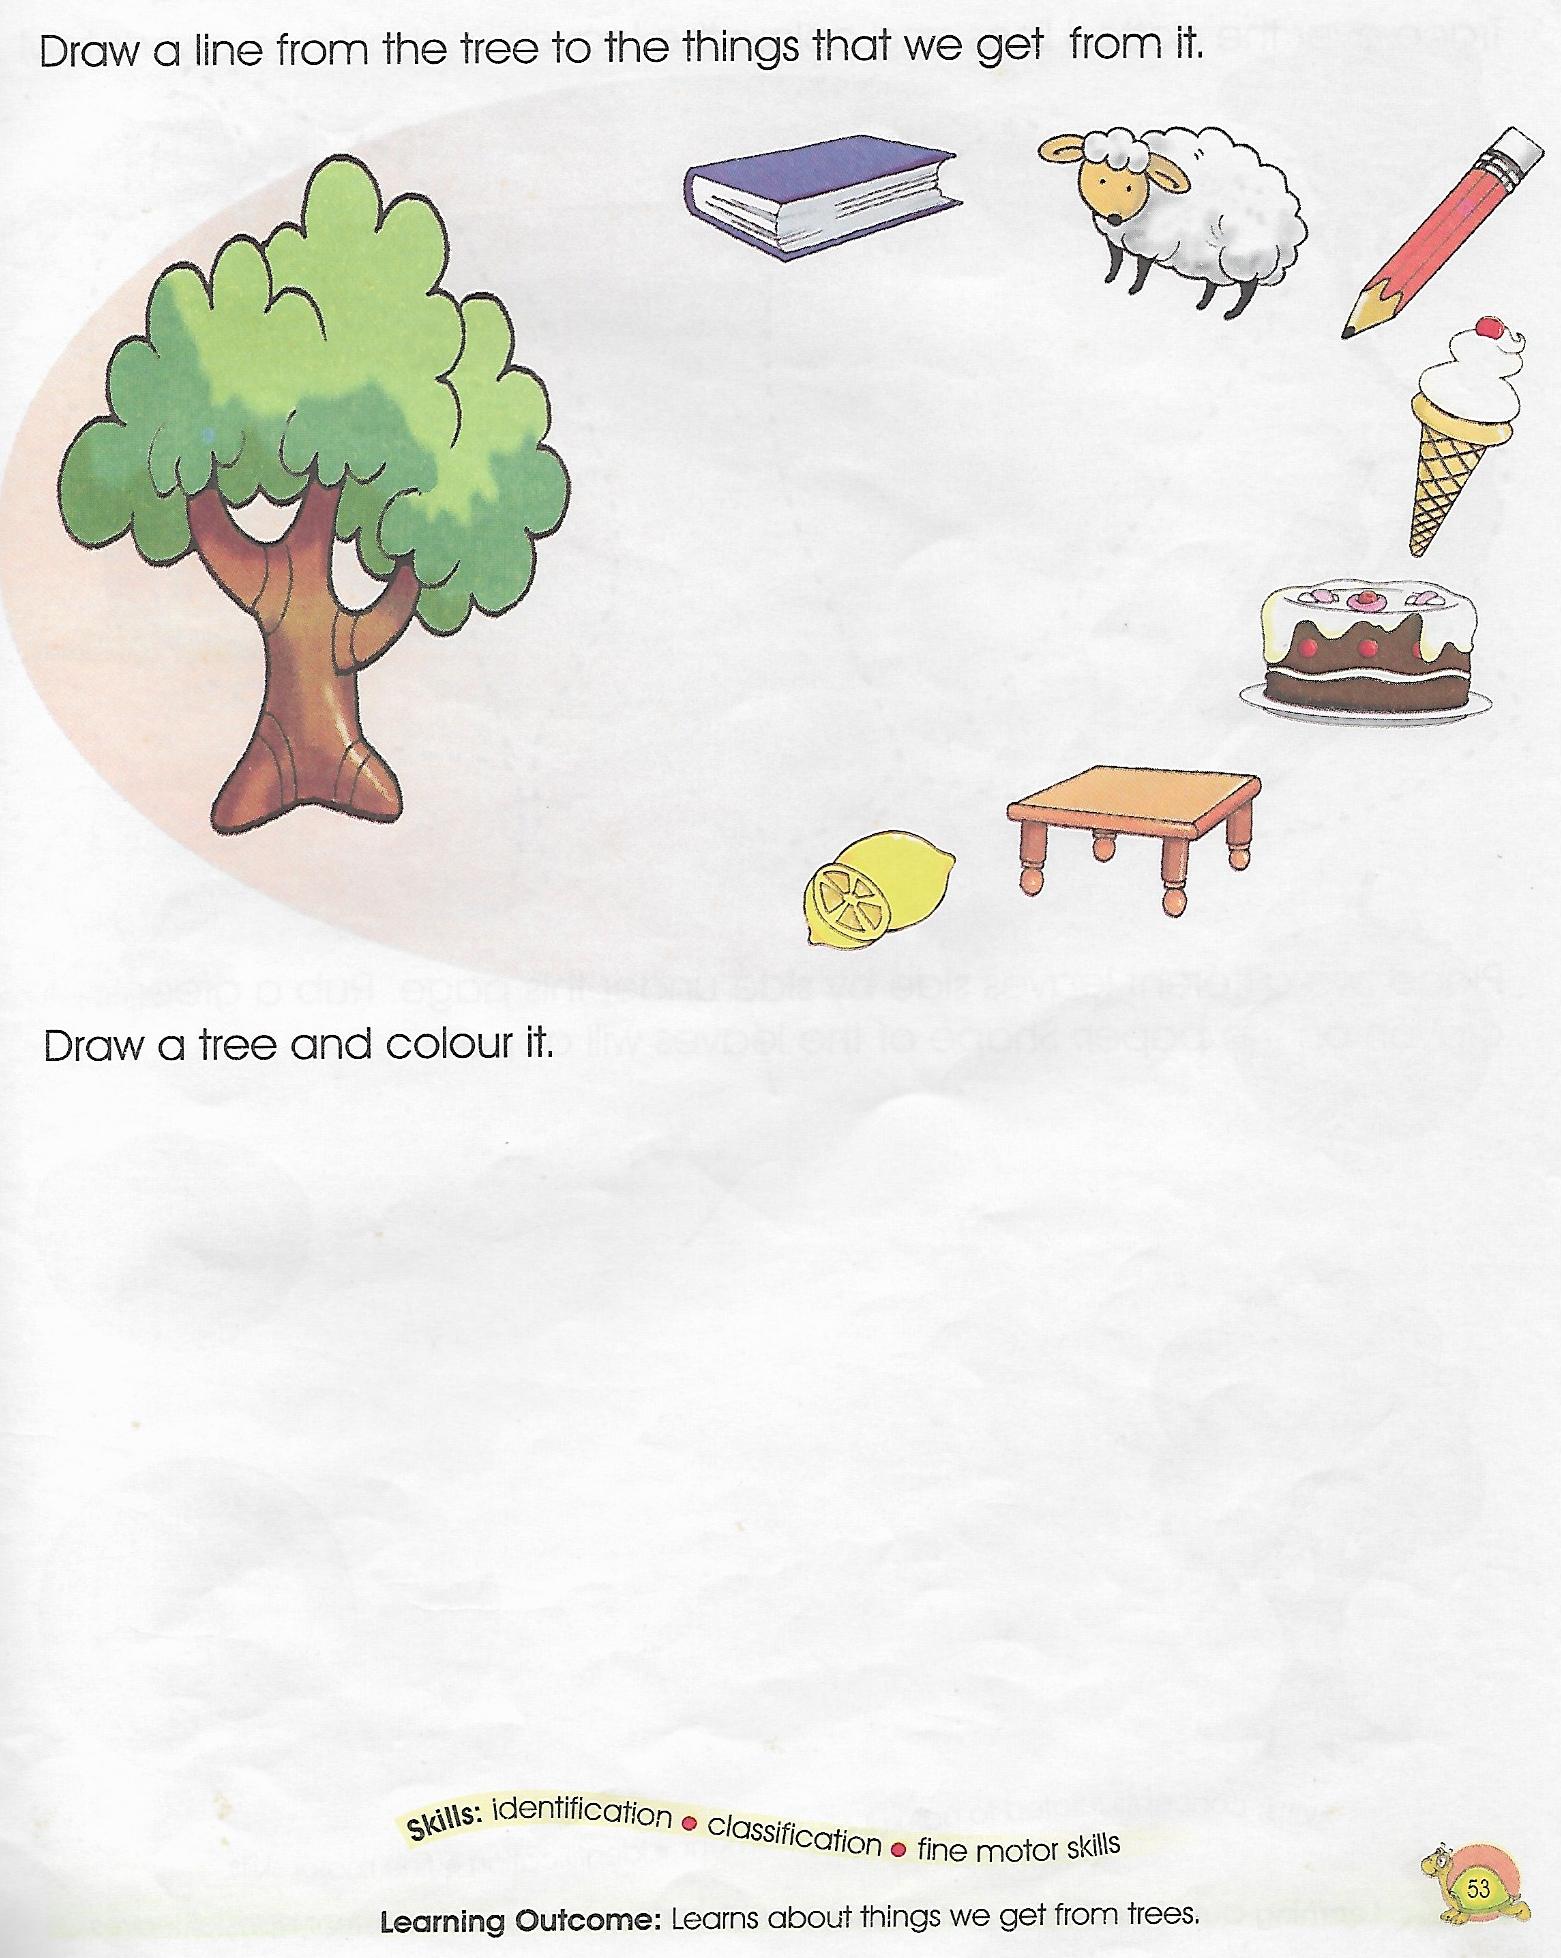 Draw a line from the tree to the things that we get from it.
Draw a tree and colour it.
Skills: identification • classification • fine motor skills
53
Learning Outcome: Learns about things we get from trees.